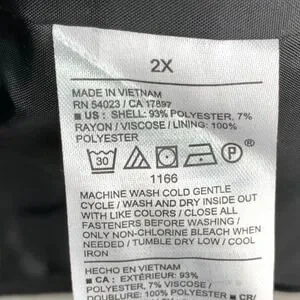 2X
MADE IN VIETNAM
RN 54023 / CA 17897
■ US : SHELL: 93% POLYESTER, 7%
RAYON / VISCOSE / LINING: 100%
POLYESTER
30 P ®
1166
MACHINE WASH COLD GENTLE
CYCLE / WASH AND DRY INSIDE OUT
WITH LIKE COLORS / CLOSE ALL
FASTENERS BEFORE WASHING /
ONLY NON-CHLORINE BLEACH WHEN
NEEDED / TUMBLE DRY LOW / COOL
IRON
HECHO EN VIETNAM
■ CA : EXTÉRIEUR: 93%
POLYESTER, 7% VISCOSE /
DOUBLURE: 100% POLYESTER ■ CR/